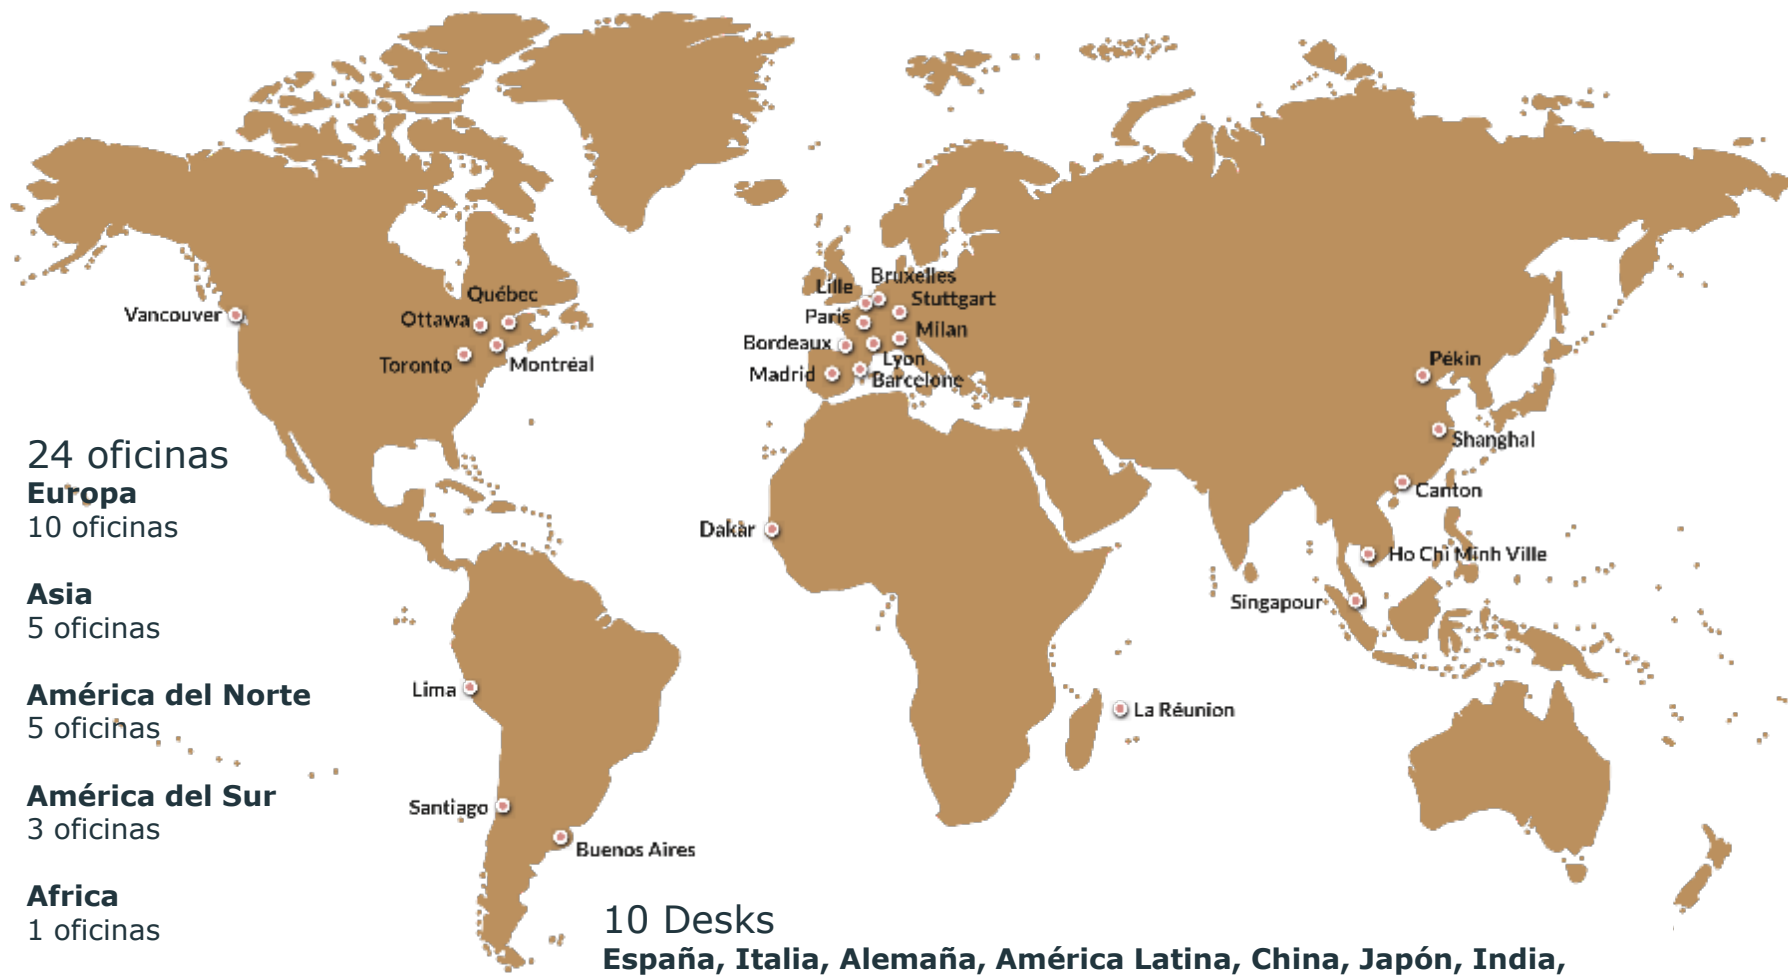 Bruxelles
Lille
Stuttgart
Québec
Vancouver
Ottawa
Paris
Milan
Bordeaux
Lyon
Toronto
Montréal
Madrid
Barcelone
Pékin
Shanghaï
Canton
Dakar
Ho Chi Minh Ville
Singapour
Lima
La Réunion
Santiago
Buenos Aires
24 oficinas
Europa
10 oficinas
Asia
5 oficinas
América del Norte
5 oficinas
América del Sur
3 oficinas
Africa
1 oficinas
10 Desks
España, Italia, Alemaña, América Latina, China, Japón, India,